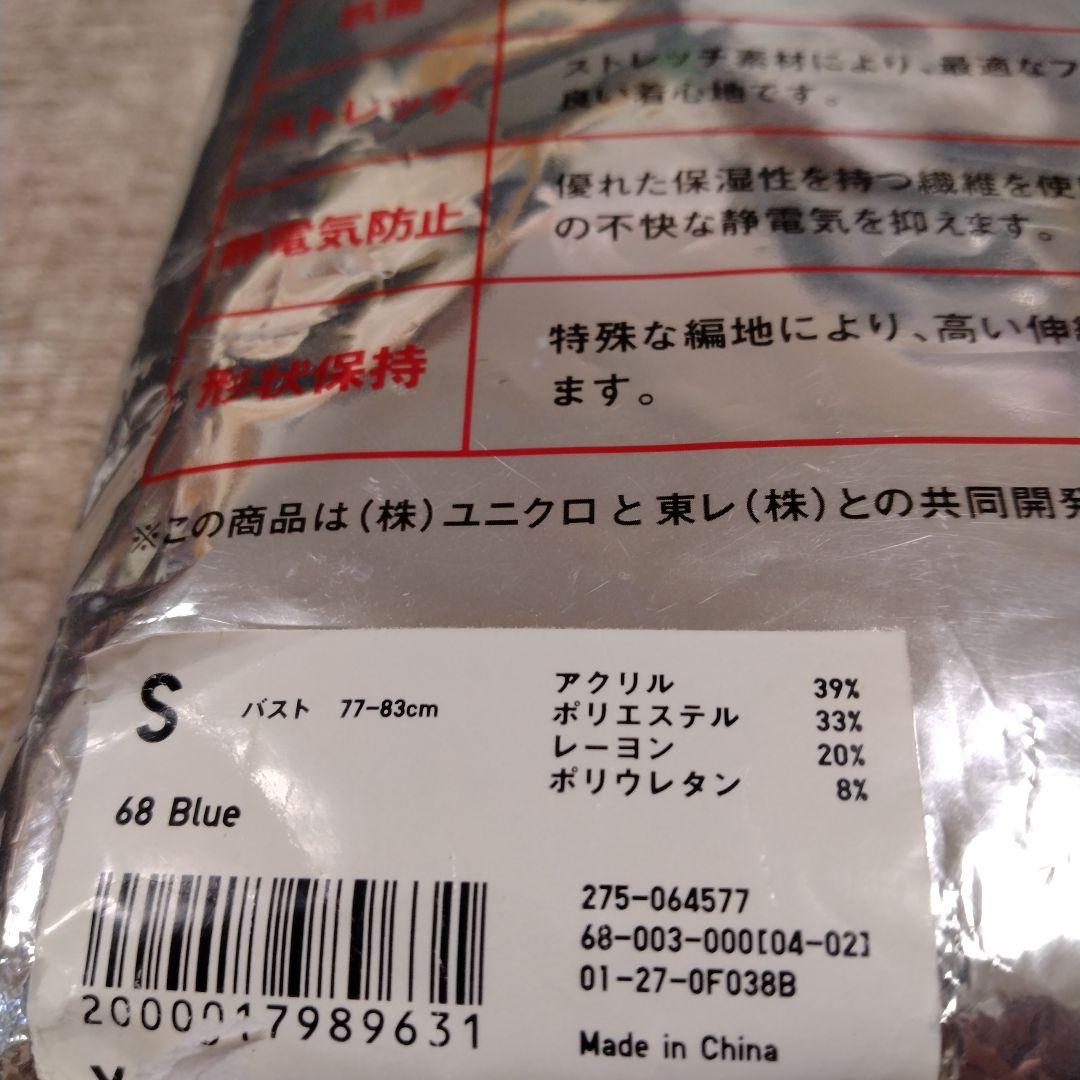 抗菌
ストレッチ
ストレッチ素材により、最適なフ
良い着心地です。
静電気防止
優れた保湿性を持つ繊維を使
の不快な静電気を抑えます。
形状保持
特殊な編地により、高い伸
ます。
※この商品は(株)ユニクロと東レ(株)との共同開発
S
バスト 77-83cm
アクリル 39%
ポリエステル 33%
レーヨン 20%
ポリウレタン 8%
68 Blue
275-064577
68-003-000[04-02]
01-27-0F038B
2000017989631
Made in China